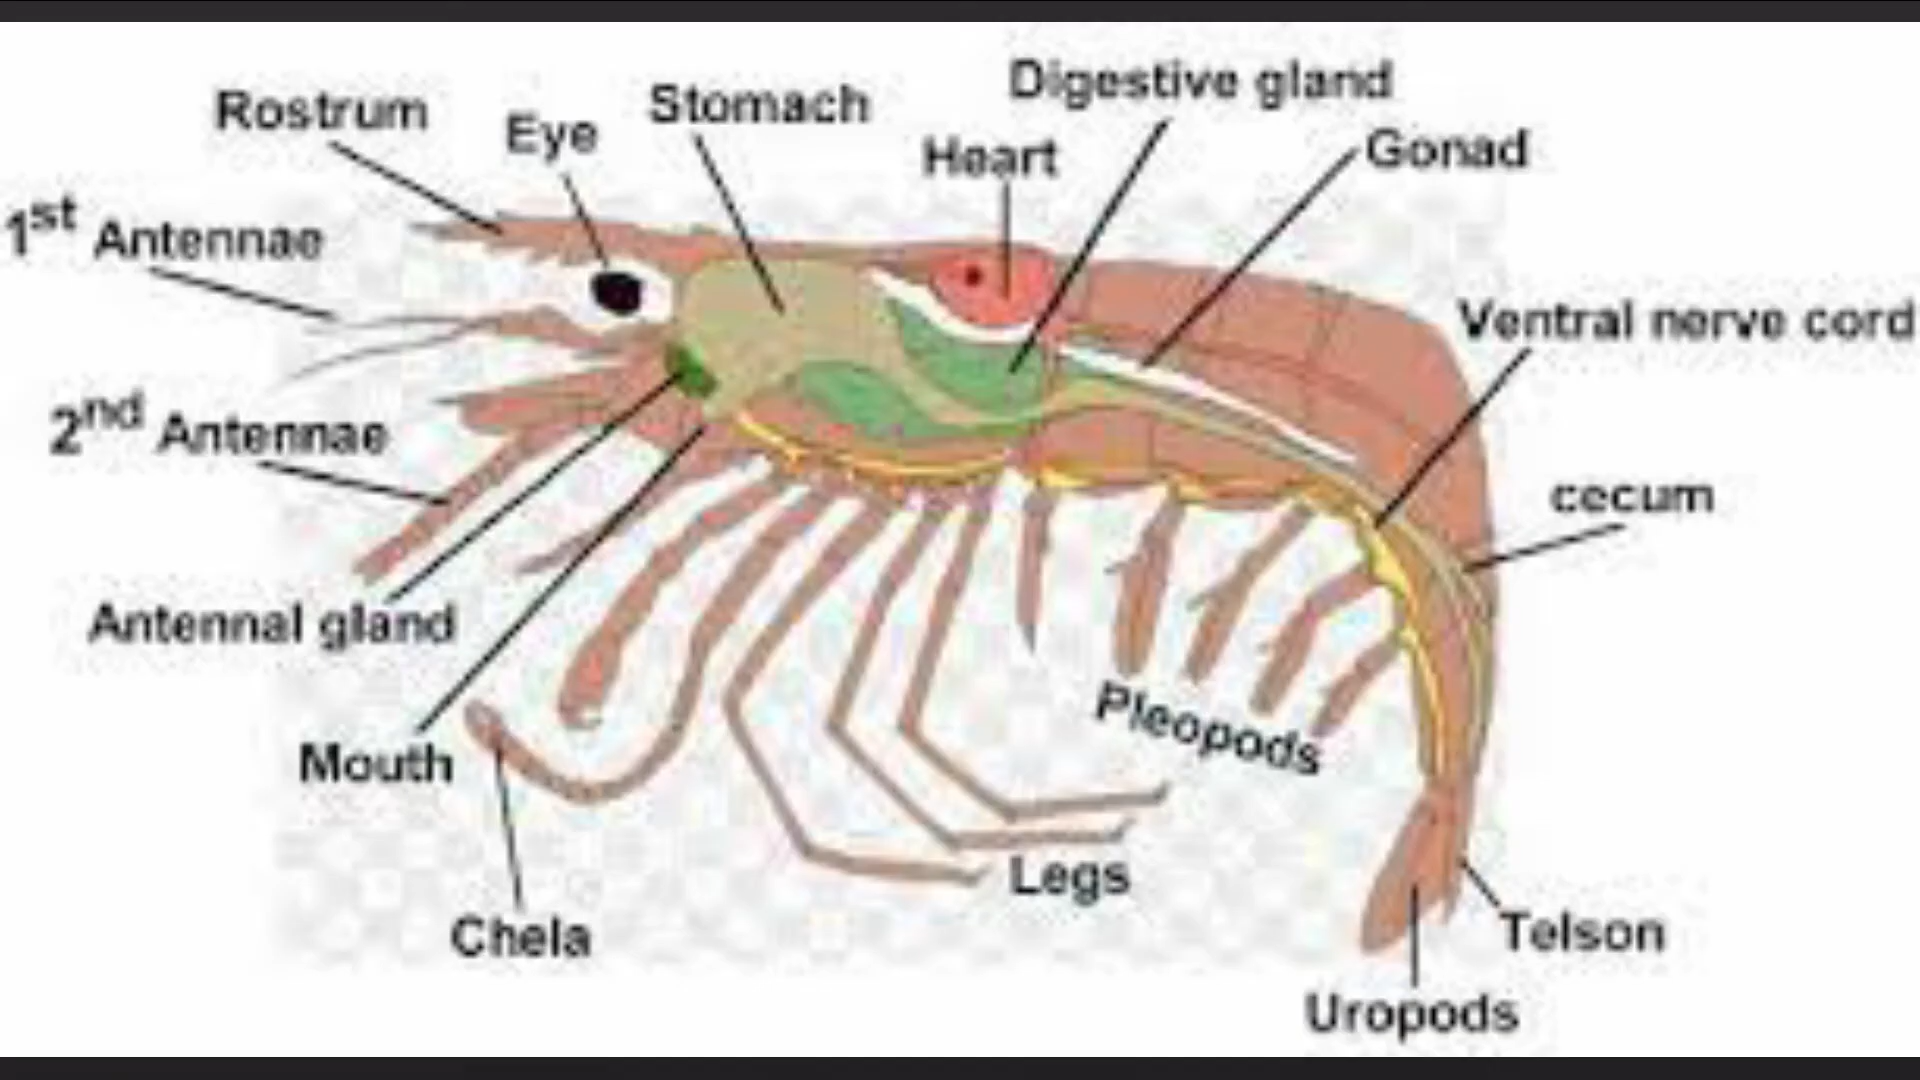 Digestive gland
Rostrum
Eye
Stomach
Heart
Gonad
1st Antennae
Ventral nerve cord
2nd Antennae
cecum
Antennal gland
Pleopods
Mouth
Legs
Chela
Telson
Uropods